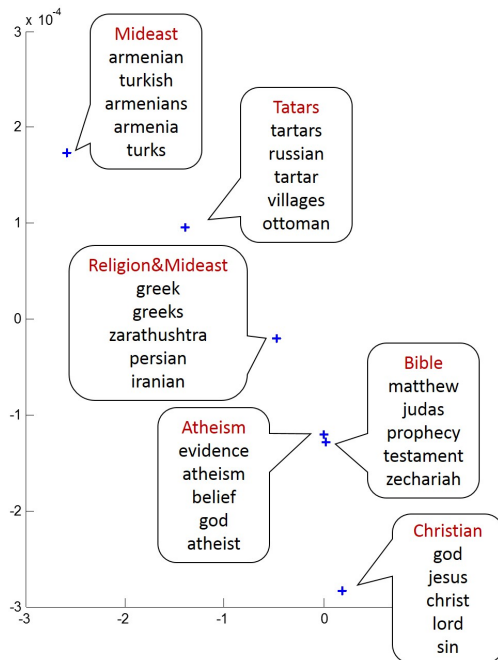 x 10⁻⁴
3
2
1
0
-1
-2
-3
-3
-2
-1
0
Mideast
armenian
turkish
armenians
armenia
turks
Tatars
tartars
russian
tartar
villages
ottoman
Religion&Mideast
greek
greeks
zarathushtra
persian
iranian
Atheism
evidence
atheism
belief
god
atheist
Bible
matthew
judas
prophecy
testament
zechariah
Christian
god
jesus
christ
lord
sin